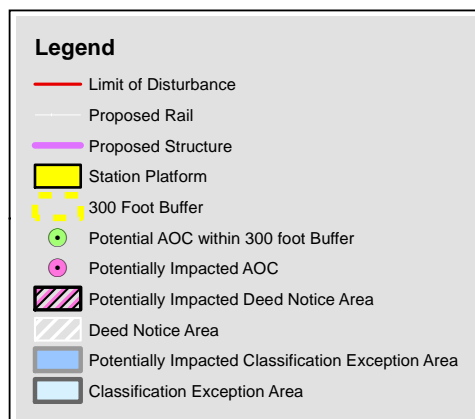 Legend
Limit of Disturbance
Proposed Rail
Proposed Structure
Station Platform
300 Foot Buffer
Potential AOC within 300 foot Buffer
Potentially Impacted AOC
Potentially Impacted Deed Notice Area
Deed Notice Area
Potentially Impacted Classification Exception Area
Classification Exception Area